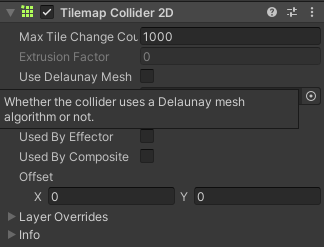 Tilemap Collider 2D
Max Tile Change Cou 1000
Extrusion Factor 0
Use Delaunay Mesh
Whether the collider uses a Delaunay mesh
algorithm or not.
Used By Effector
Used By Composite
Offset
X 0 Y 0
Layer Overrides
Info